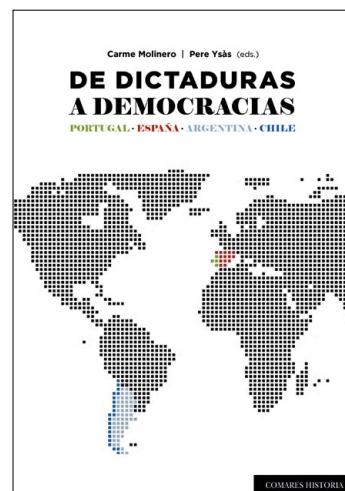 Carme Molinero | Pere Ysàs (eds.)
DE DICTADURAS
A DEMOCRACIAS
PORTUGAL · ESPAÑA · ARGENTINA · CHILE
COMARES HISTORIA